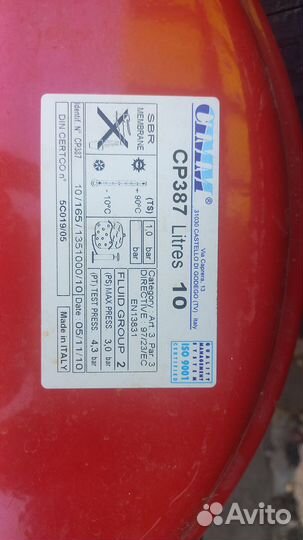 CIMM
Via Caprera, 13
31030 CASTELLO DI GODEGO (TV) Italy
QUALITY
MANAGEMENT
SYSTEM
ISO 9001
CERTIFIED
CP387 Litres 10
SBR
MEMBRANE
- 10°C
+ 90°C
(TS)
1,0
bar
bar
Category Art. 3 Par. 3
DIRECTIVE 97/23/EC
EN13831
FLUID GROUP 2
(PS) MAX PRESS 3,0 bar
(PT) TEST PRESS 4,3 bar
Identif. N° CP387
10/165/1351000/10
Date 05/11/10
DIN CERTCO n° 5C019/05
Made in ITALY
Avito